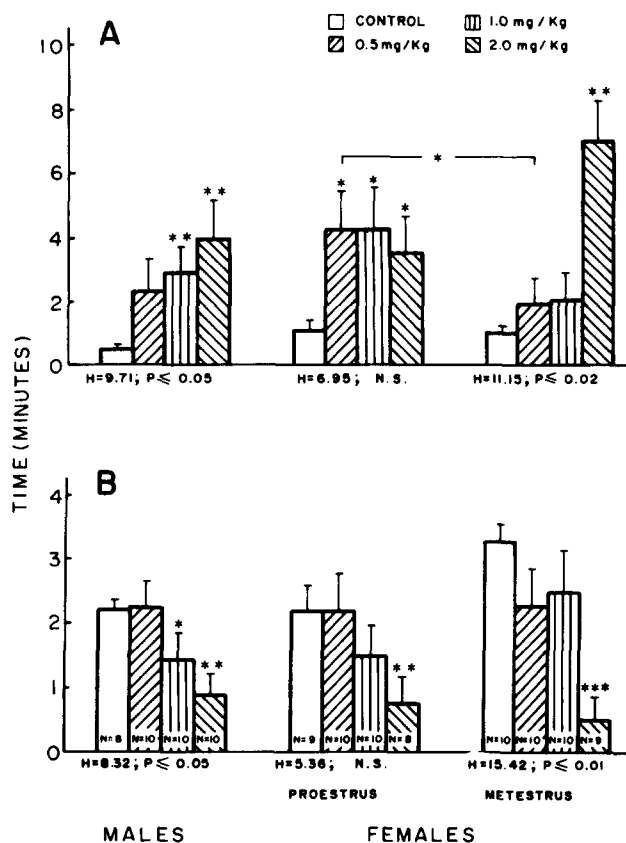 CONTROL
1.0 mg/Kg
0.5 mg/Kg
2.0 mg/Kg
A
10
8
6
4
2
0
* *
* *
*
*
*
*
* *
H=9.71; P ≤ 0.05
H=6.95; N.S.
H=11.15; P ≤ 0.02
TIME (MINUTES)
B
4
3
2
1
0
*
* *
* *
***
N=8 N=10 N=10 N=10
N=9 N=10 N=10 N=8
N=10 N=10 N=10 N=9
H=8.32; P ≤ 0.05
H=5.36; N.S.
H=15.42; P ≤ 0.01
PROESTRUS
METESTRUS
MALES
FEMALES